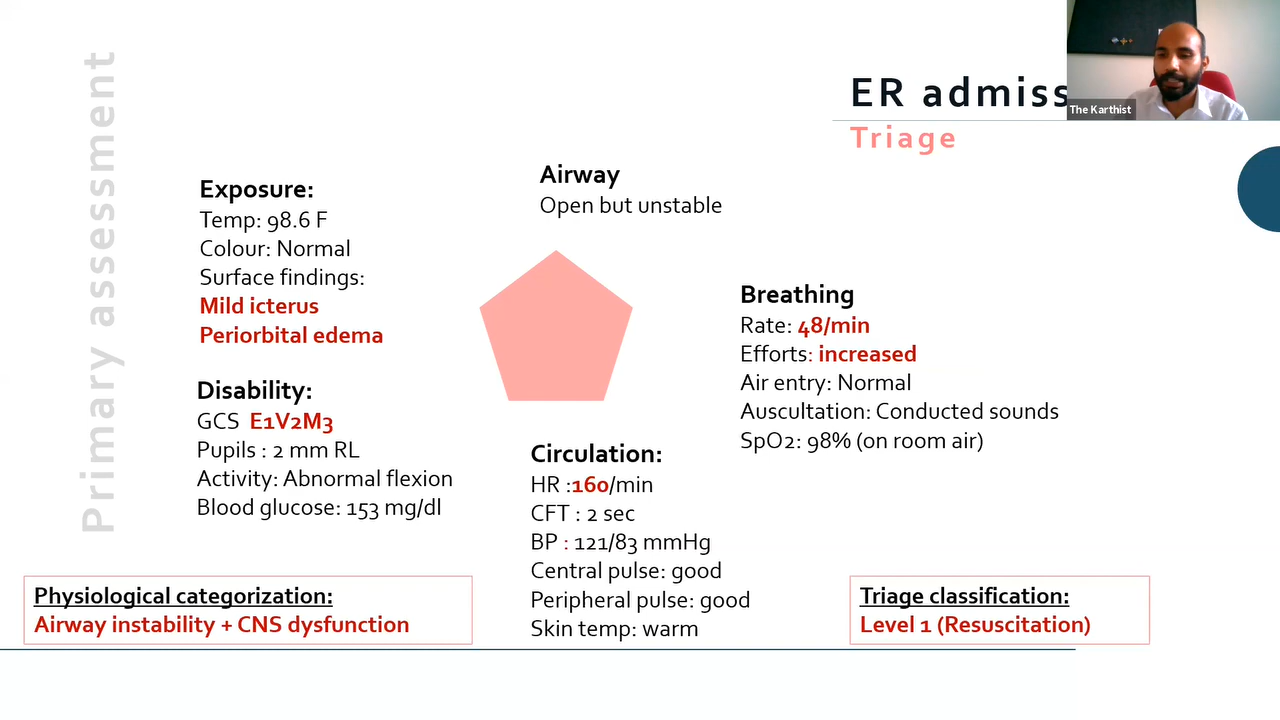 Primary assessment
ER admiss
The Karthist
Triage
Airway
Open but unstable
Exposure:
Temp: 98.6 F
Colour: Normal
Surface findings:
Mild icterus
Periorbital edema
Breathing
Rate: 48/min
Efforts: increased
Air entry: Normal
Auscultation: Conducted sounds
SpO2: 98% (on room air)
Disability:
GCS E1V2M3
Pupils : 2 mm RL
Activity: Abnormal flexion
Blood glucose: 153 mg/dl
Circulation:
HR :160/min
CFT : 2 sec
BP : 121/83 mmHg
Central pulse: good
Peripheral pulse: good
Skin temp: warm
Physiological categorization:
Airway instability + CNS dysfunction
Triage classification:
Level 1 (Resuscitation)